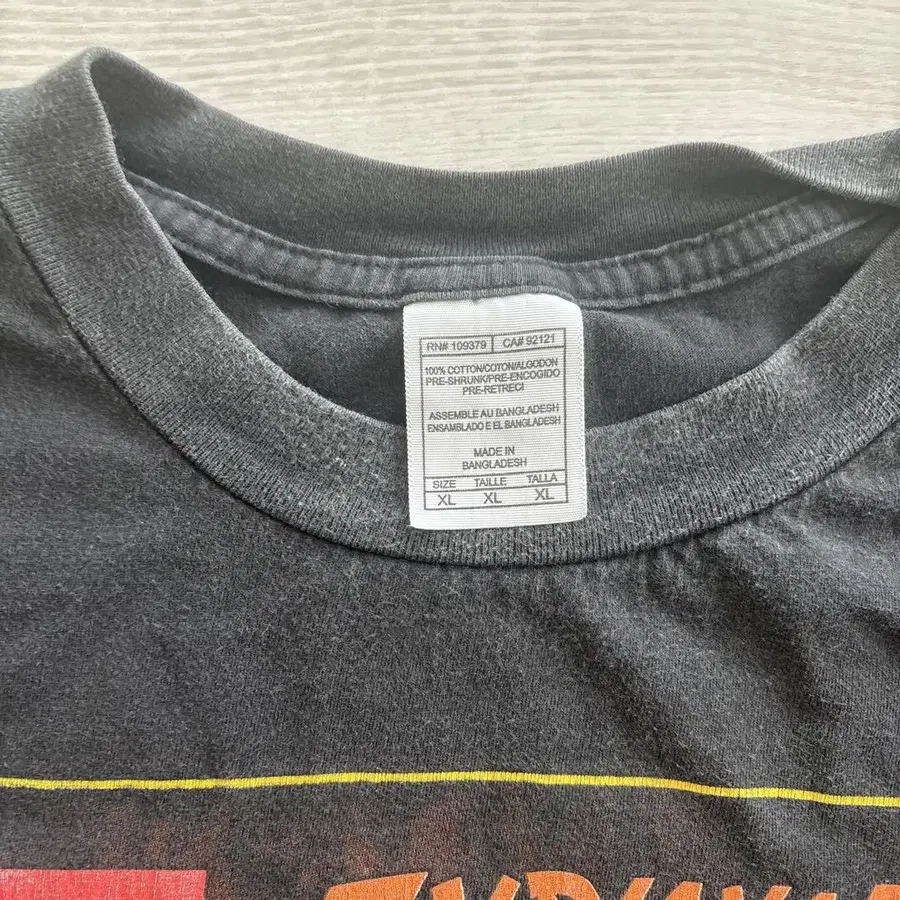 RN# 109379 CA# 92121
100% COTTON/COTON/ALGODON
PRE-SHRUNK/PRE-ENCOGIDO
PRE-RETRECI
ASSEMBLE AU BANGLADESH
ENSAMBLADO E EL BANGLADESH
MADE IN
BANGLADESH
SIZE TAILLE TALLA
XL XL XL